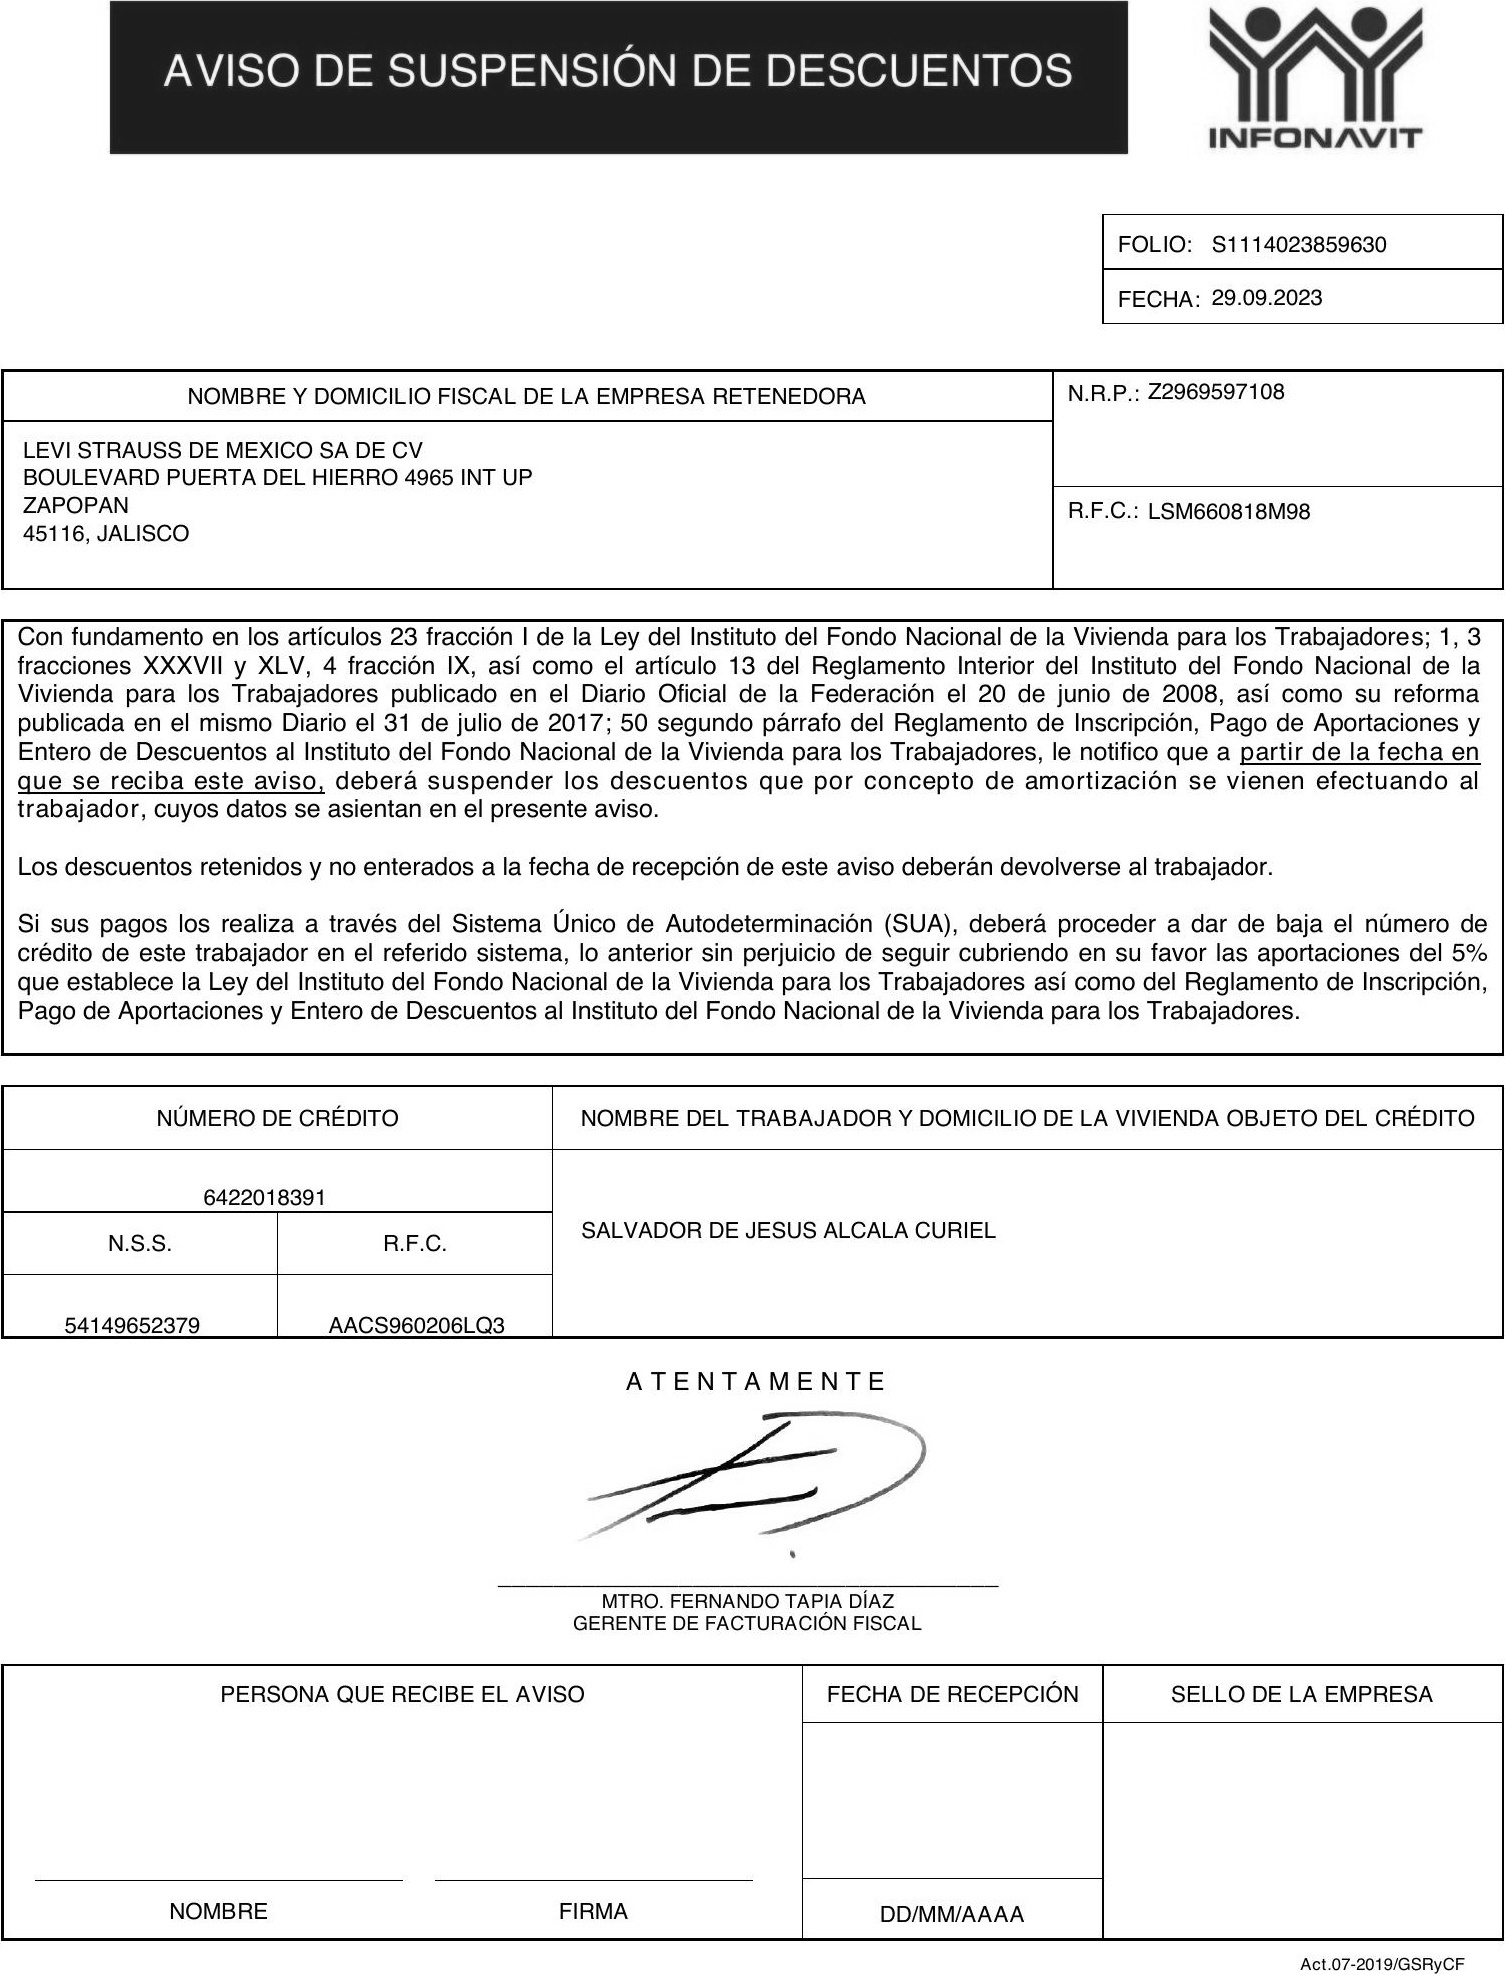 AVISO DE SUSPENSIÓN DE DESCUENTOS
INFONAVIT
FOLIO: S1114023859630
FECHA: 29.09.2023
NOMBRE Y DOMICILIO FISCAL DE LA EMPRESA RETENEDORA
N.R.P.: Z2969597108
LEVI STRAUSS DE MEXICO SA DE CV
BOULEVARD PUERTA DEL HIERRO 4965 INT UP
ZAPOPAN
45116, JALISCO
R.F.C.: LSM660818M98
Con fundamento en los artículos 23 fracción I de la Ley del Instituto del Fondo Nacional de la Vivienda para los Trabajadores; 1, 3
fracciones XXXVII y XLV, 4 fracción IX, así como el artículo 13 del Reglamento Interior del Instituto del Fondo Nacional de la
Vivienda para los Trabajadores publicado en el Diario Oficial de la Federación el 20 de junio de 2008, así como su reforma
publicada en el mismo Diario el 31 de julio de 2017; 50 segundo párrafo del Reglamento de Inscripción, Pago de Aportaciones y
Entero de Descuentos al Instituto del Fondo Nacional de la Vivienda para los Trabajadores, le notifico que a partir de la fecha en
que se reciba este aviso, deberá suspender los descuentos que por concepto de amortización se vienen efectuando al
trabajador, cuyos datos se asientan en el presente aviso.
Los descuentos retenidos y no enterados a la fecha de recepción de este aviso deberán devolverse al trabajador.
Si sus pagos los realiza a través del Sistema Único de Autodeterminación (SUA), deberá proceder a dar de baja el número de
crédito de este trabajador en el referido sistema, lo anterior sin perjuicio de seguir cubriendo en su favor las aportaciones del 5%
que establece la Ley del Instituto del Fondo Nacional de la Vivienda para los Trabajadores así como del Reglamento de Inscripción,
Pago de Aportaciones y Entero de Descuentos al Instituto del Fondo Nacional de la Vivienda para los Trabajadores.
NÚMERO DE CRÉDITO
NOMBRE DEL TRABAJADOR Y DOMICILIO DE LA VIVIENDA OBJETO DEL CRÉDITO
6422018391
SALVADOR DE JESUS ALCALA CURIEL
N.S.S.
R.F.C.
54149652379
AACS960206LQ3
A T E N T A M E N T E
MTRO. FERNANDO TAPIA DÍAZ
GERENTE DE FACTURACIÓN FISCAL
PERSONA QUE RECIBE EL AVISO
FECHA DE RECEPCIÓN
SELLO DE LA EMPRESA
NOMBRE
FIRMA
DD/MM/AAAA
Act.07-2019/GSRyCF